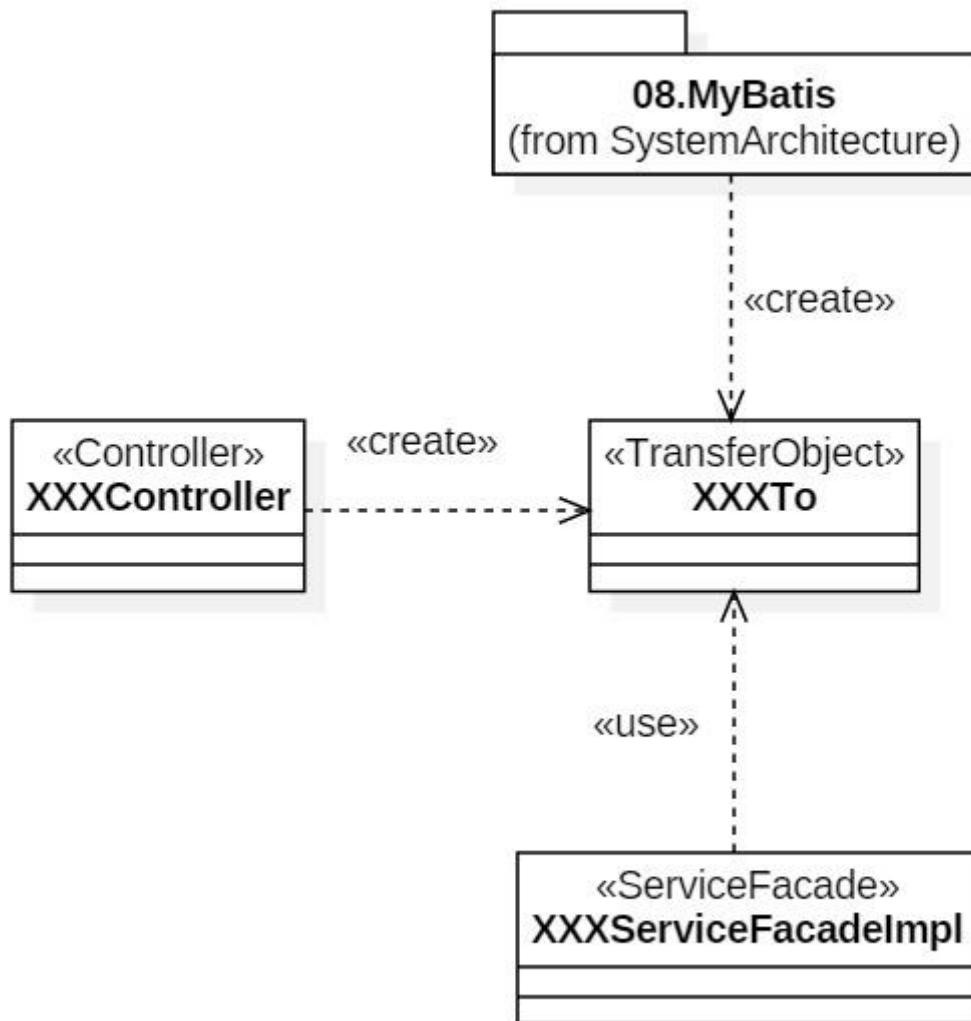 08.MyBatis
(from SystemArchitecture)
«create»
«Controller»
XXXController
«create»
«TransferObject»
XXXTo
«use»
«ServiceFacade»
XXXServiceFacadeImpl